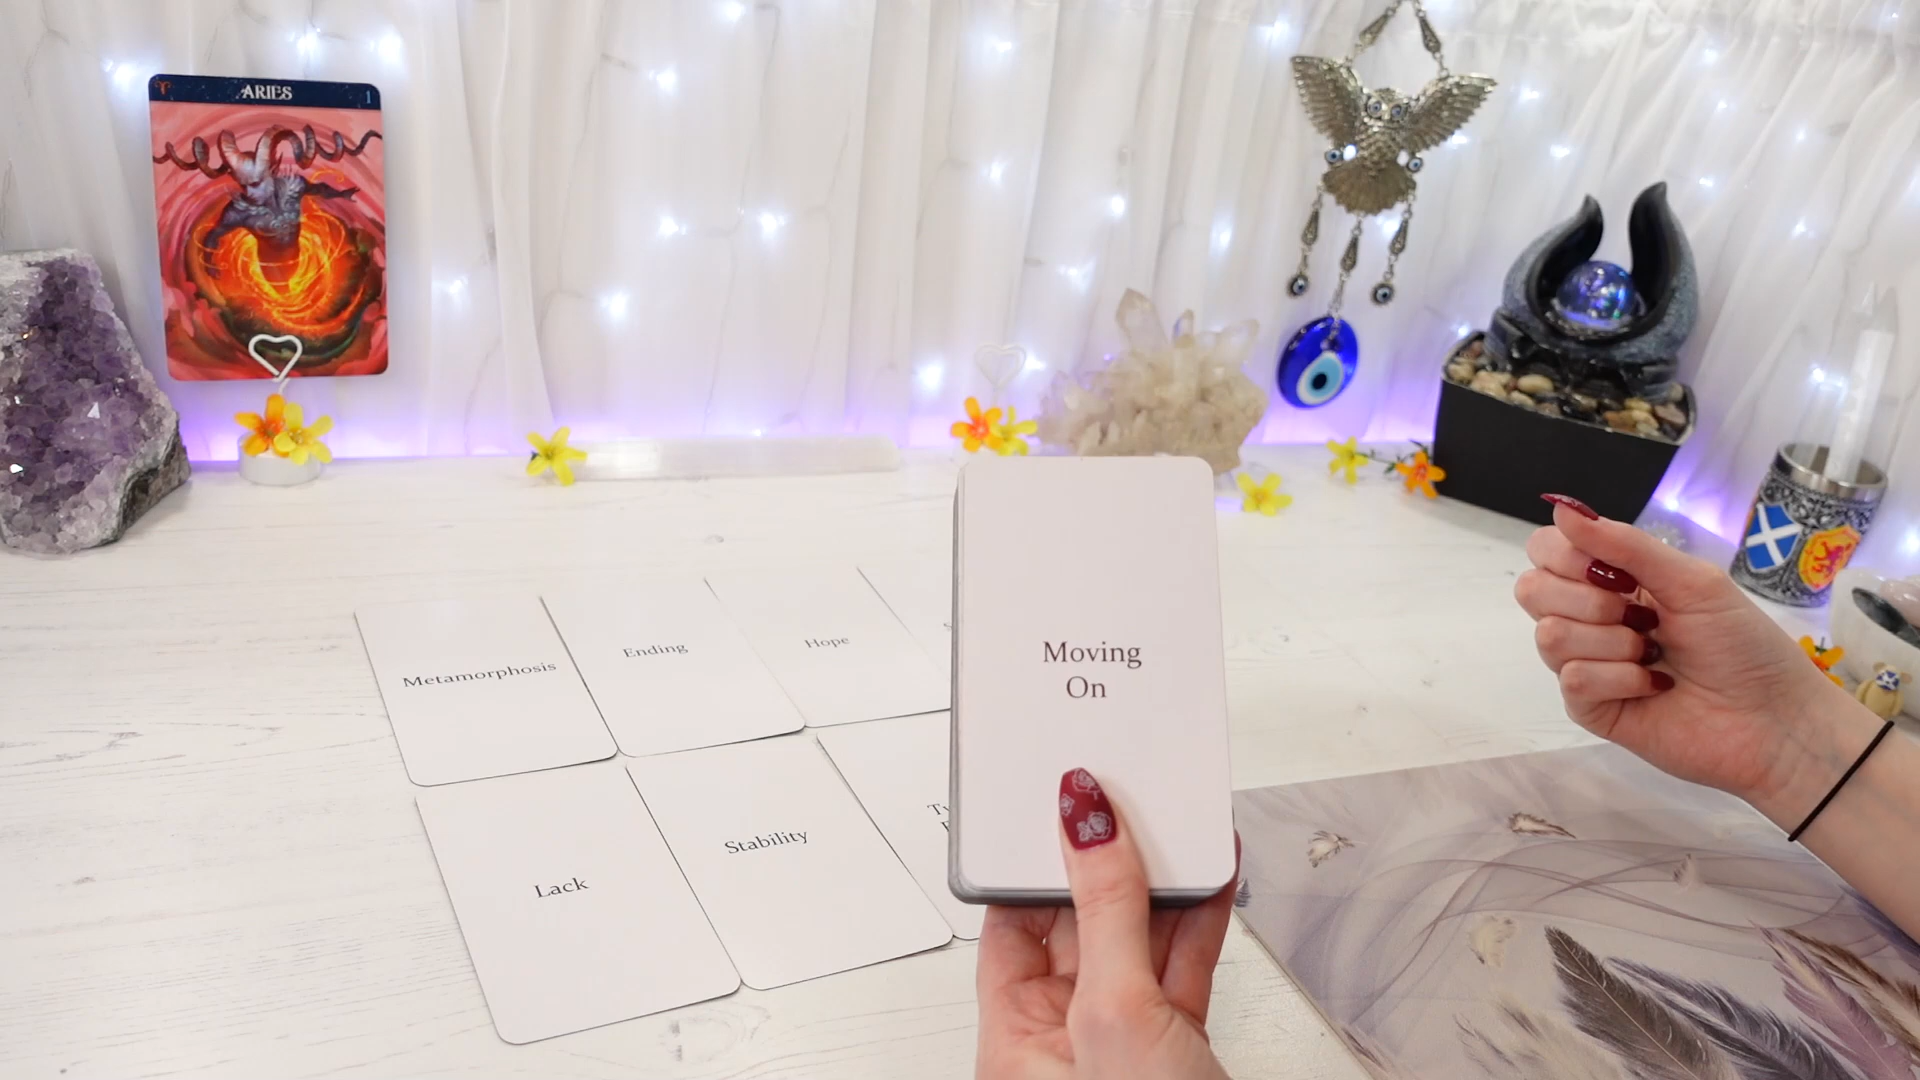 ARIES
1
Metamorphosis
Ending
Hope
Moving
On
Lack
Stability